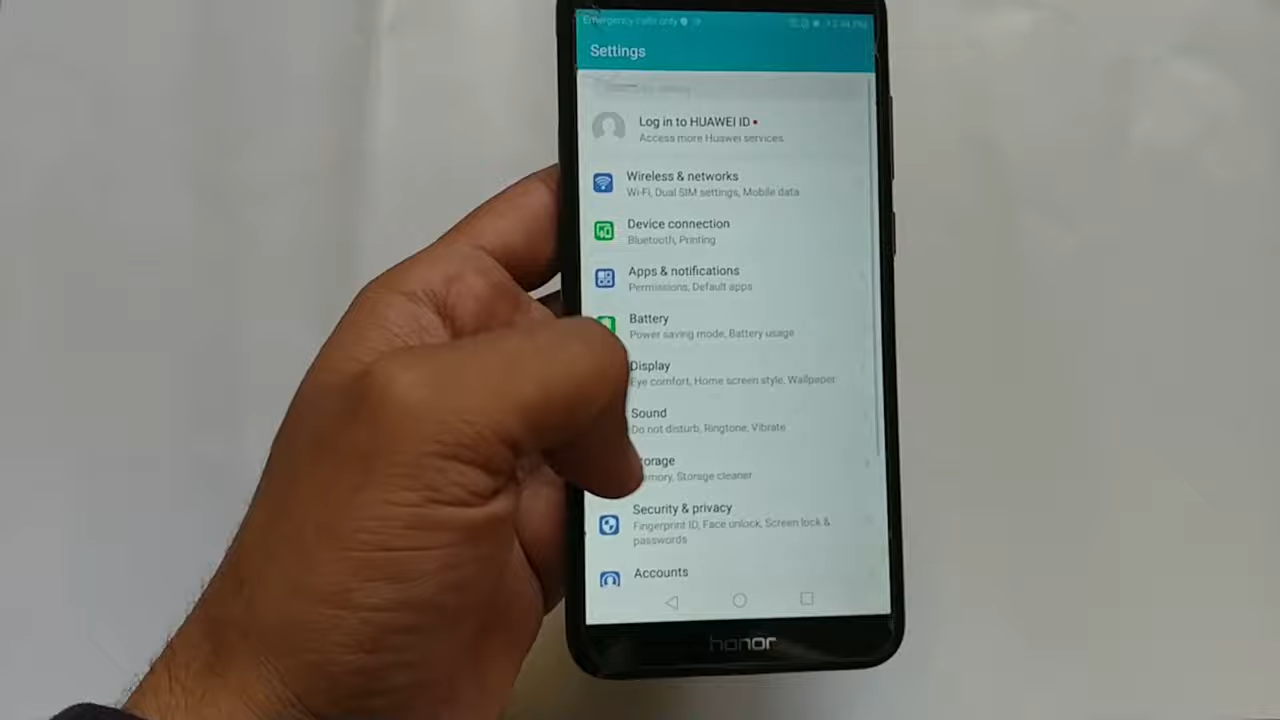 Emergency calls only
Settings
Log in to HUAWEI ID
Access more Huawei services
Wireless & networks
Wi-Fi, Dual SIM settings, Mobile data
Device connection
Bluetooth, Printing
Apps & notifications
Permissions, Default apps
Battery
Power saving mode, Battery usage
Display
Eye comfort, Home screen style, Wallpaper
Sound
Do not disturb, Ringtone, Vibrate
orage
emory, Storage cleaner
Security & privacy
Fingerprint ID, Face unlock, Screen lock &
passwords
Accounts
honor